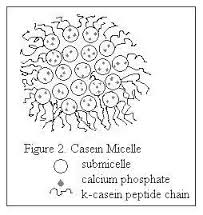 Figure 2. Casein Micelle
submicelle
calcium phosphate
k-casein peptide chain